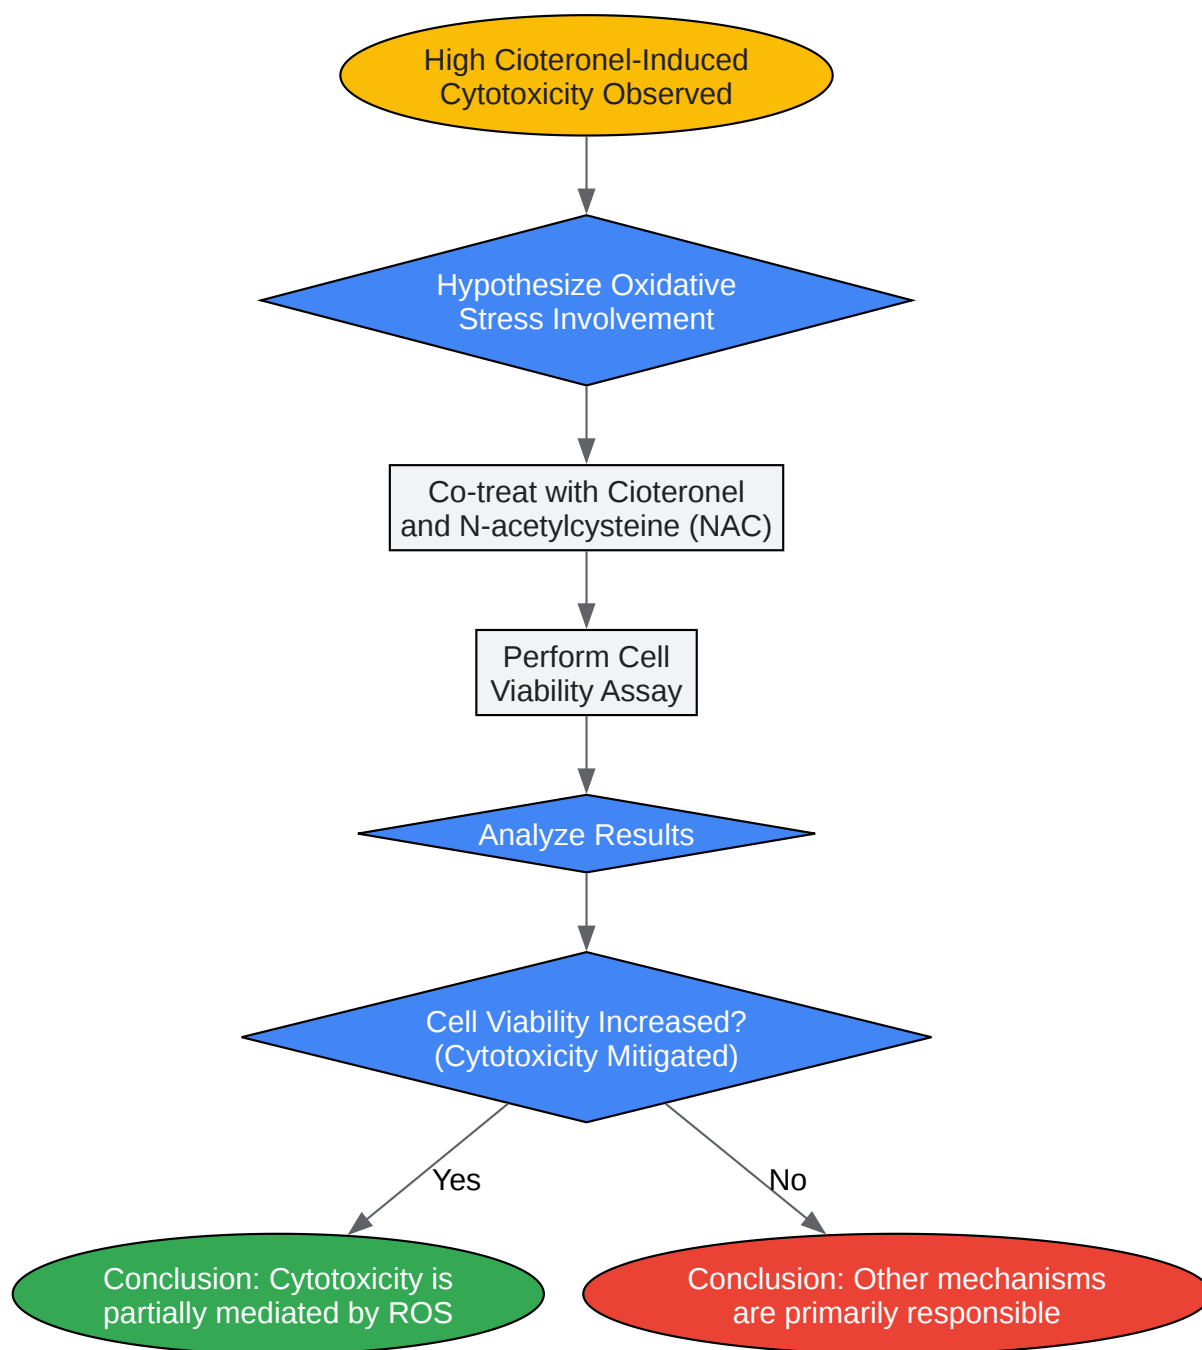 High Cioteronel-Induced
Cytotoxicity Observed
Hypothesize Oxidative
Stress Involvement
Co-treat with Cioteronel
and N-acetylcysteine (NAC)
Perform Cell
Viability Assay
Analyze Results
Cell Viability Increased?
(Cytotoxicity Mitigated)
Yes
No
Conclusion: Cytotoxicity is
partially mediated by ROS
Conclusion: Other mechanisms
are primarily responsible